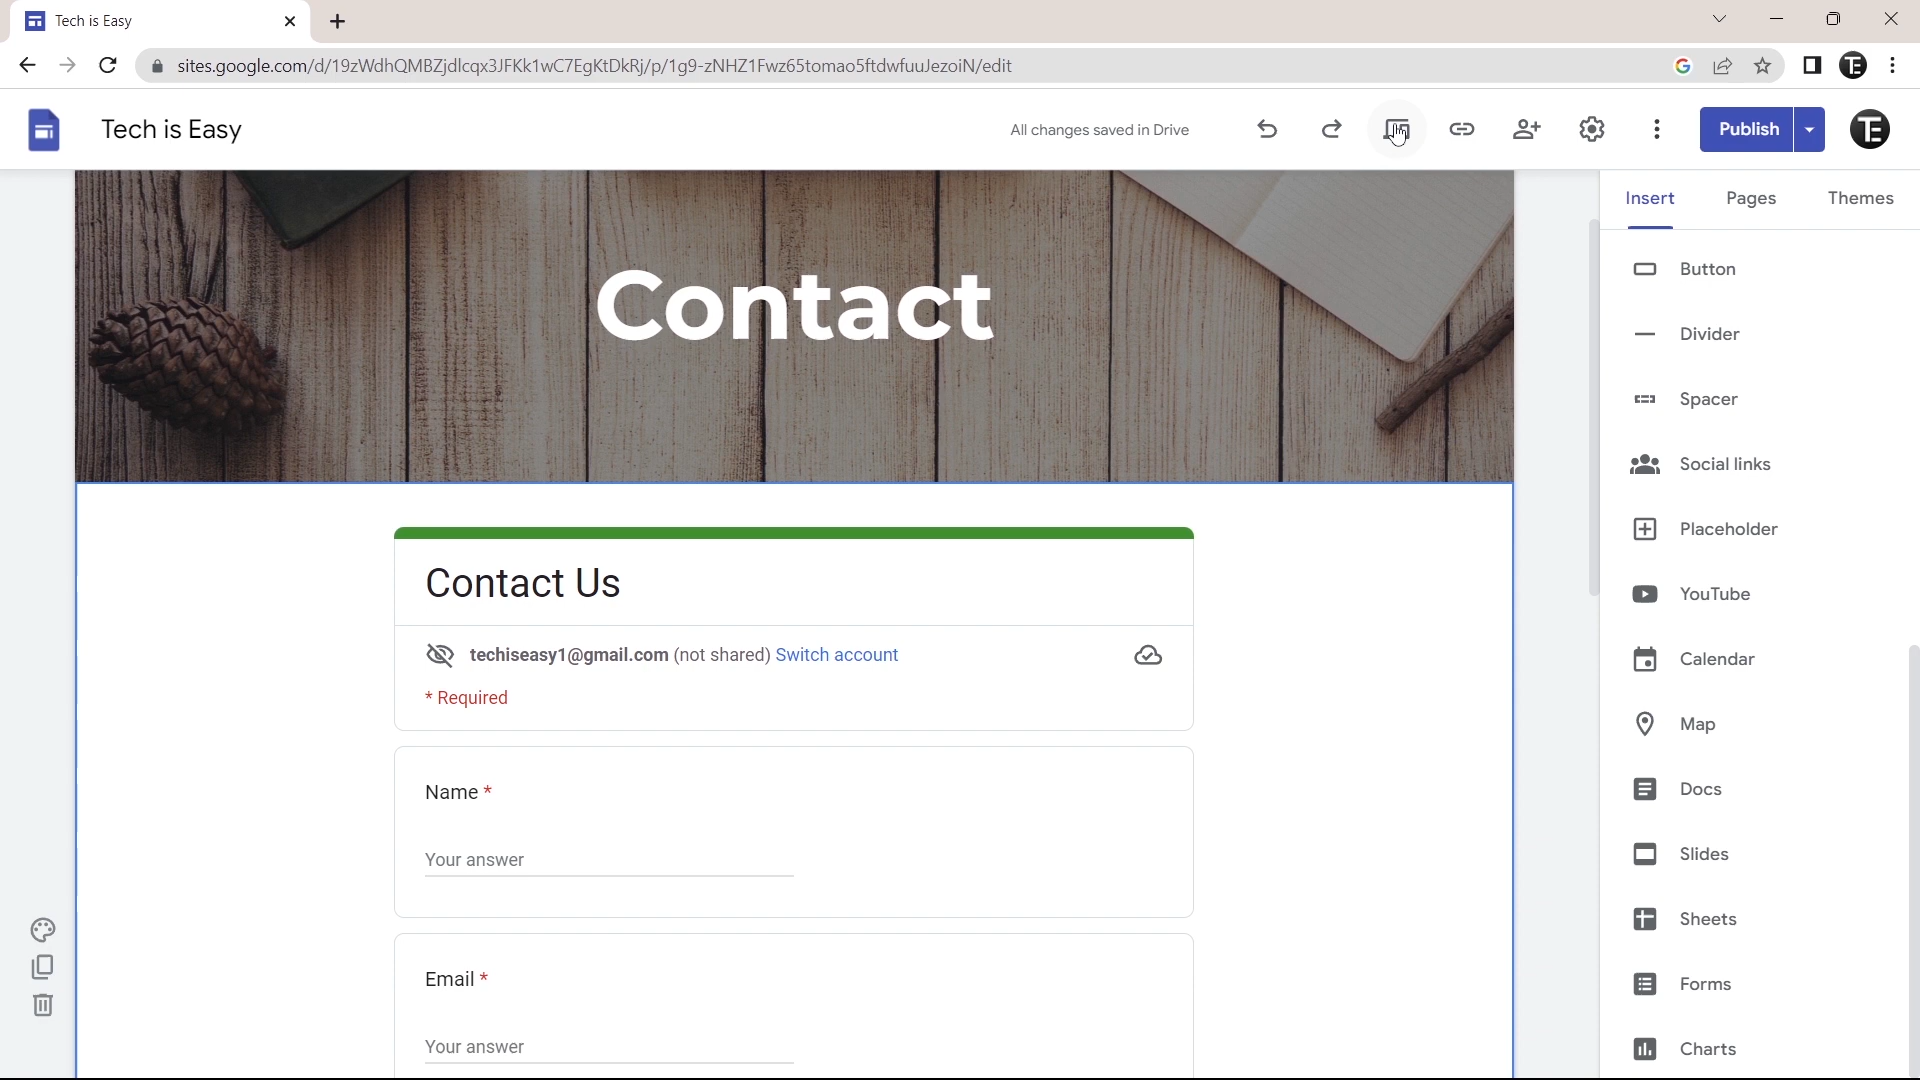 Tech is Easy
sites.google.com/d/19zWdhQMBZjdlcqx3JFKk1wC7EgKtDkRj/p/1g9-zNHZ1Fwz65tomao5ftdwfuuJezoiN/edit
Tech is Easy
All changes saved in Drive
Publish
Insert
Pages
Themes
Contact
Button
Divider
Spacer
Social links
Placeholder
YouTube
Calendar
Map
Docs
Slides
Sheets
Forms
Charts
Contact Us
techiseasy1@gmail.com (not shared) Switch account
* Required
Name *
Your answer
Email *
Your answer